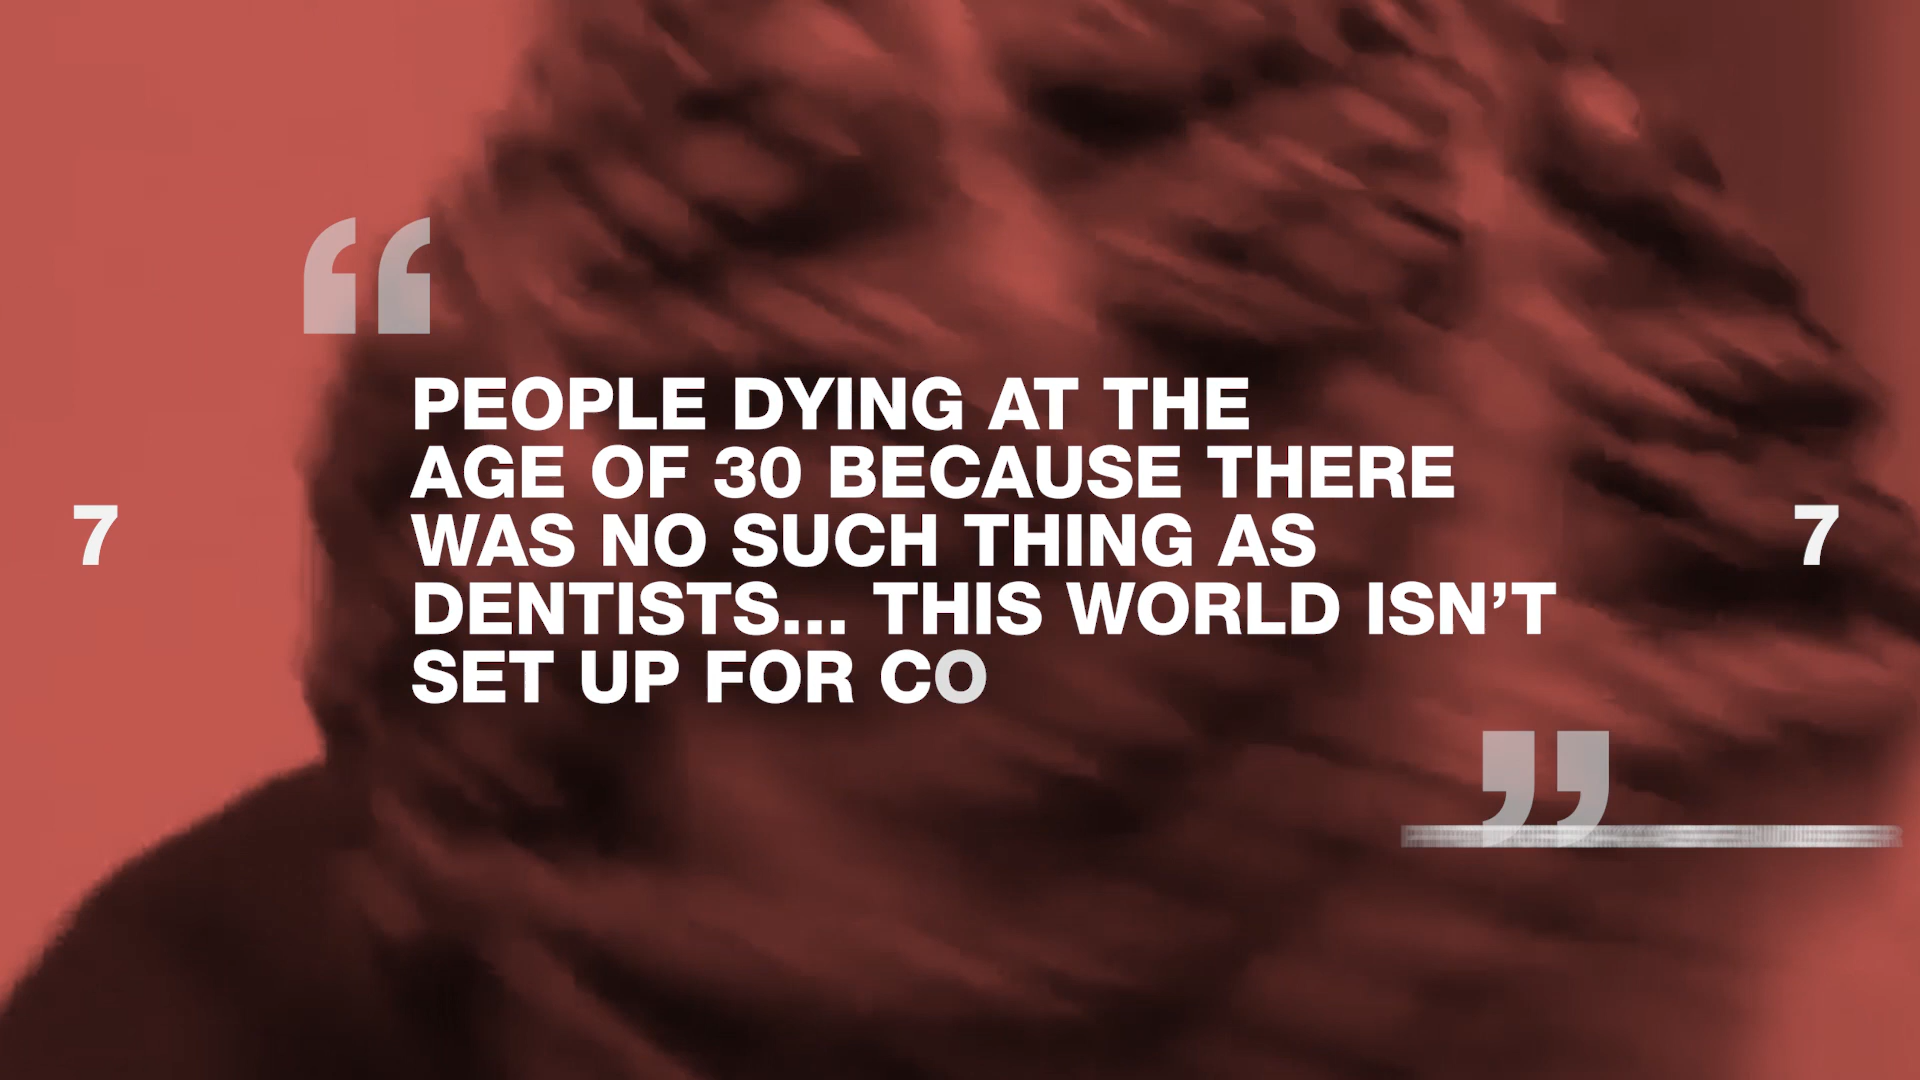 “
PEOPLE DYING AT THE
AGE OF 30 BECAUSE THERE
7 WAS NO SUCH THING AS 7
DENTISTS... THIS WORLD ISN’T
SET UP FOR CO
”